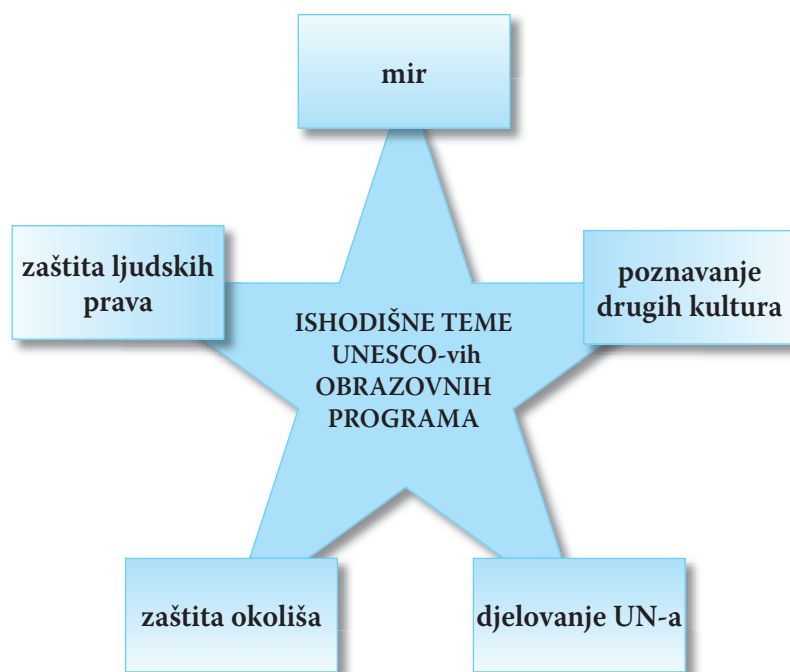 mir
zaštita ljudskih
prava
poznavanje
drugih kultura
ISHODIŠNE TEME
UNESCO-vih
OBRAZOVNIH
PROGRAMA
zaštita okoliša
djelovanje UN-a